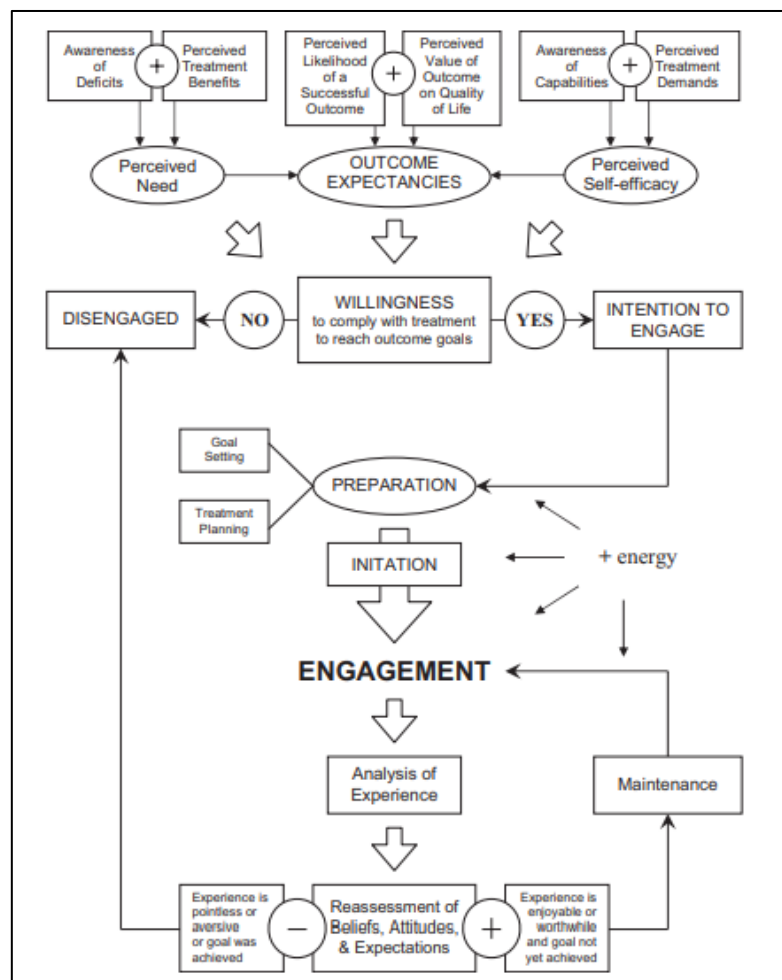 Awareness
of
Deficits
+
Perceived
Treatment
Benefits
Perceived
Likelihood
of a
Successful
Outcome
+
Perceived
Value of
Outcome
on Quality
of Life
Awareness
of
Capabilities
+
Perceived
Treatment
Demands
Perceived
Need
OUTCOME
EXPECTANCIES
Perceived
Self-efficacy
DISENGAGED
NO
WILLINGNESS
to comply with treatment
to reach outcome goals
YES
INTENTION TO
ENGAGE
Goal
Setting
Treatment
Planning
PREPARATION
INITATION
+ energy
ENGAGEMENT
Analysis of
Experience
Maintenance
Experience is
pointless or
aversive
or goal was
achieved
−
Reassessment of
Beliefs, Attitudes,
& Expectations
+
Experience is
enjoyable or
worthwhile
and goal not
yet achieved